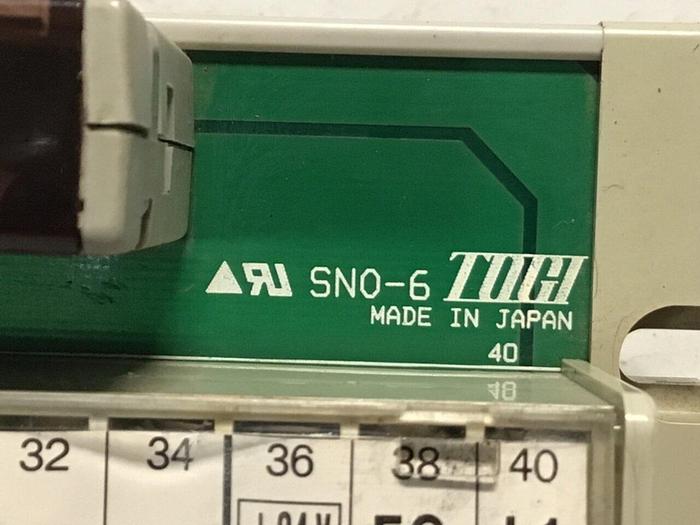 SNO-6 TOGI
MADE IN JAPAN
40
32 34 36 38 40